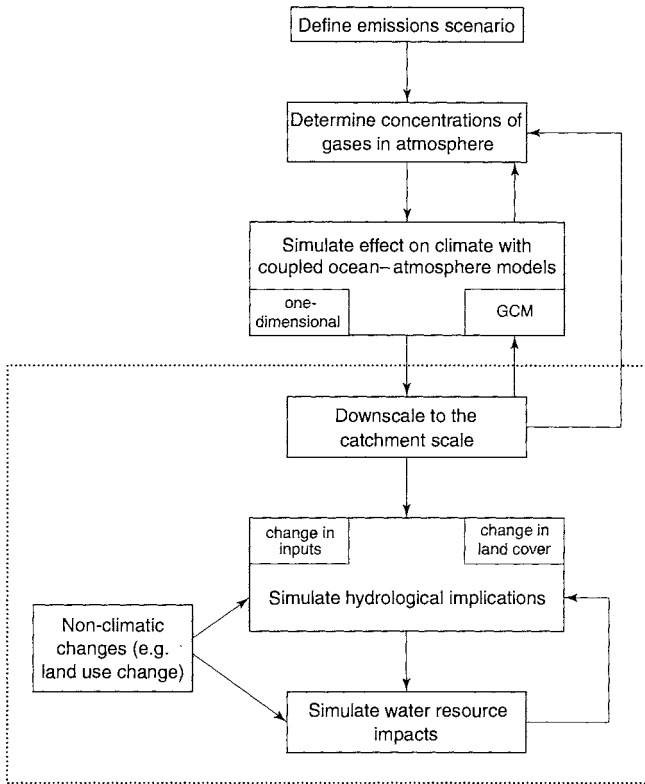 Define emissions scenario
Determine concentrations of
gases in atmosphere
Simulate effect on climate with
coupled ocean–atmosphere models
one-
dimensional
GCM
Downscale to the
catchment scale
change in
inputs
change in
land cover
Simulate hydrological implications
Non-climatic
changes (e.g.
land use change)
Simulate water resource
impacts